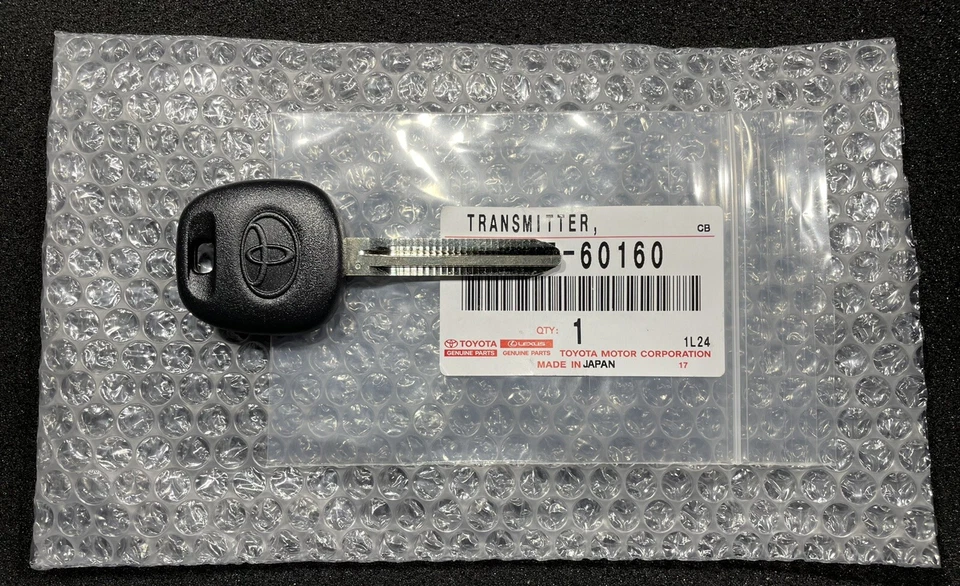 TRANSMITTER,
CB
-60160
QTY: 1
1L24
TOYOTA
GENUINE PARTS
LEXUS
GENUINE PARTS
TOYOTA MOTOR CORPORATION
MADE IN JAPAN
17